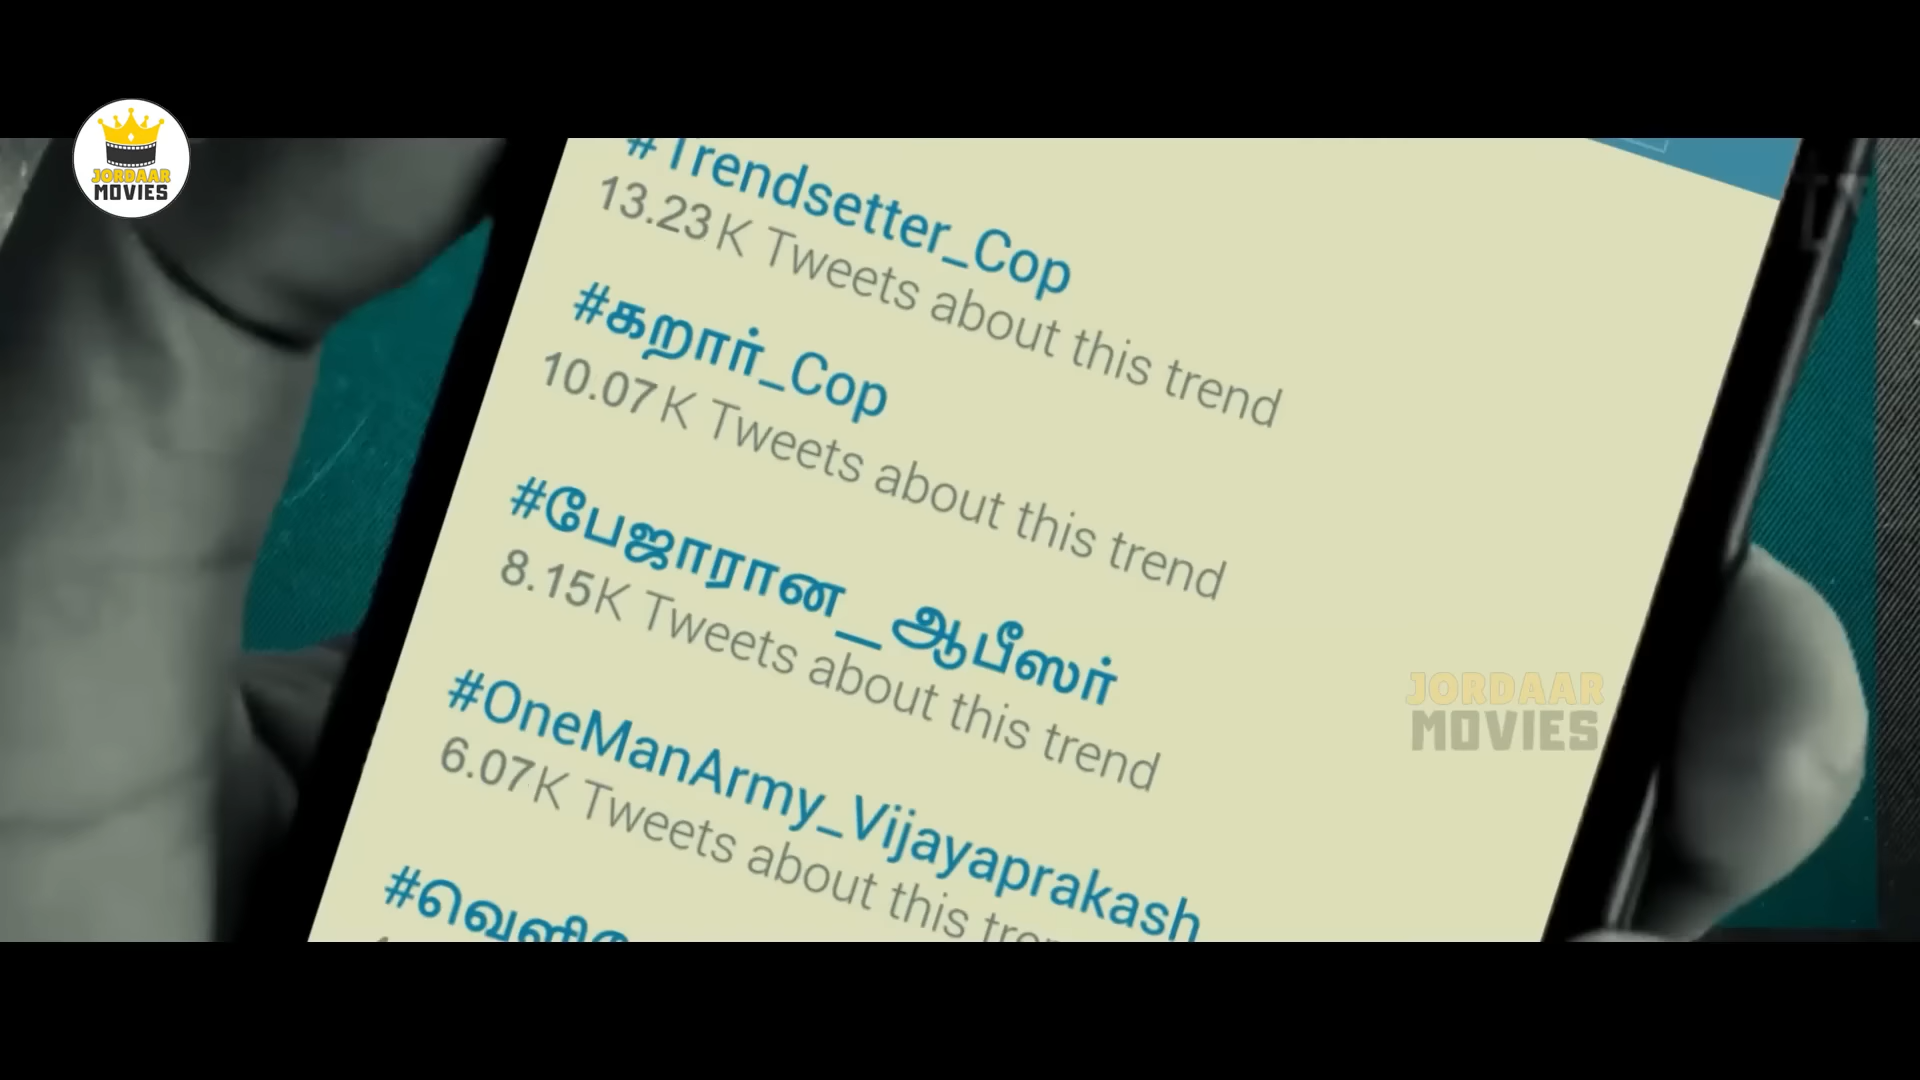 JORDAAR
MOVIES
#Trendsetter_Cop
13.23K Tweets about this trend
#கறார்_Cop
10.07K Tweets about this trend
#பேஜாரான_ஆபீஸர்
8.15K Tweets about this trend
#OneManArmy_Vijayaprakash
6.07K Tweets about this
JORDAAR
MOVIES